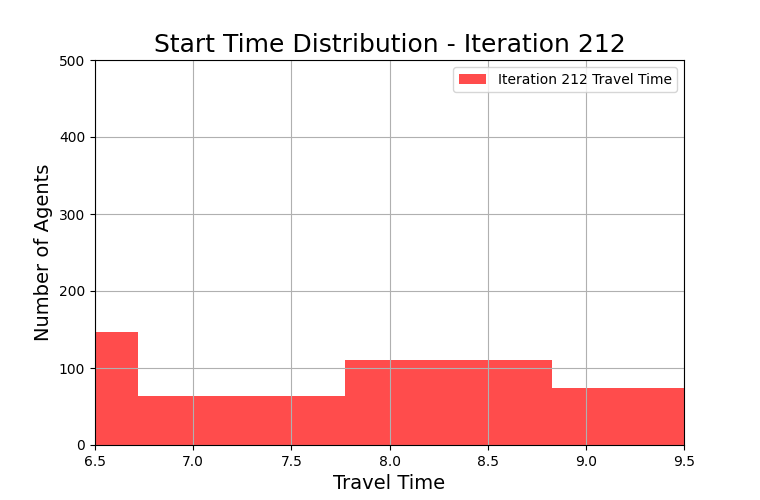 Start Time Distribution - Iteration 212
500
400
300
200
100
0
Number of Agents
Iteration 212 Travel Time
6.5 7.0 7.5 8.0 8.5 9.0 9.5
Travel Time